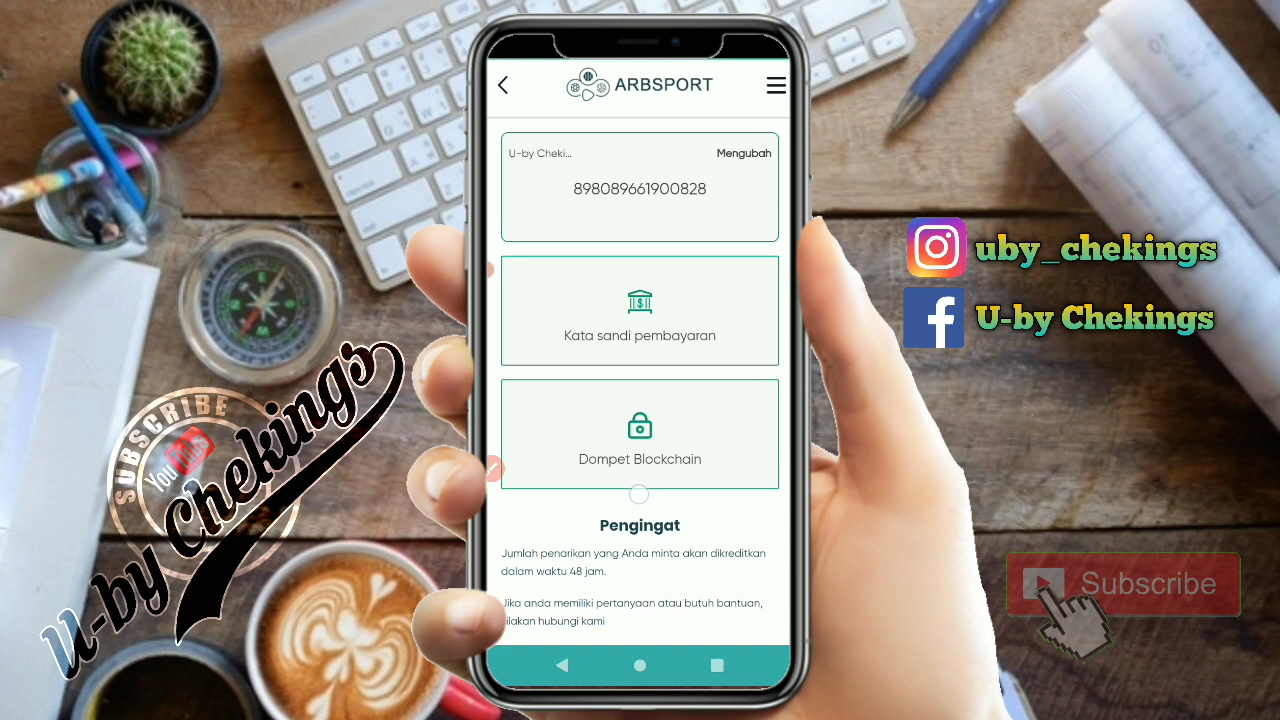 ARBSPORT
U-by Cheki...
Mengubah
898089661900828
Kata sandi pembayaran
Dompet Blockchain
Pengingat
Jumlah penarikan yang Anda minta akan dikreditkan
dalam waktu 48 jam.
Jika anda memiliki pertanyaan atau butuh bantuan,
silakan hubungi kami
uby_chekings
U-by Chekings
SUBSCRIBE
YouTube
U-by Chekings
Subscribe